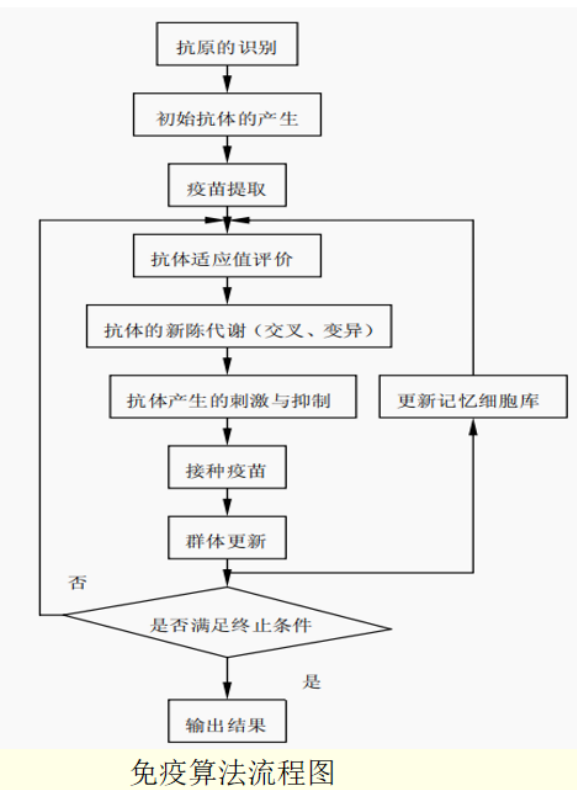 抗原的识别
初始抗体的产生
疫苗提取
抗体适应值评价
抗体的新陈代谢（交叉、变异）
抗体产生的刺激与抑制
更新记忆细胞库
接种疫苗
群体更新
否
是否满足终止条件
是
输出结果
免疫算法流程图